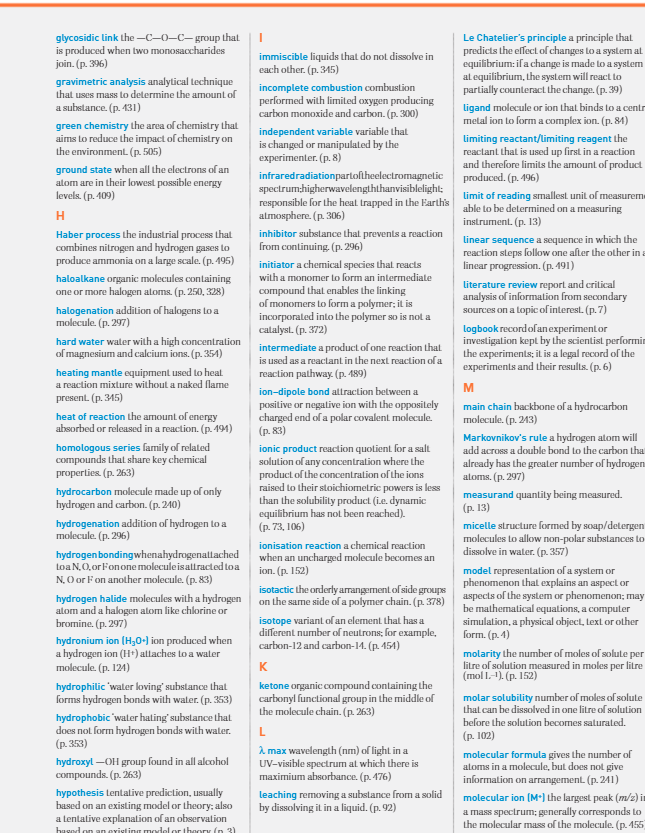 glycosidic link the —C—O—C— group that
is produced when two monosaccharides
join. (p. 396)
gravimetric analysis analytical technique
that uses mass to determine the amount of
a substance. (p. 431)
green chemistry the area of chemistry that
aims to reduce the impact of chemistry on
the environment. (p. 505)
ground state when all the electrons of an
atom are in their lowest possible energy
levels. (p. 409)
H
Haber process the industrial process that
combines nitrogen and hydrogen gases to
produce ammonia on a large scale. (p. 495)
haloalkane organic molecules containing
one or more halogen atoms. (p. 250, 328)
halogenation addition of halogens to a
molecule. (p. 297)
hard water water with a high concentration
of magnesium and calcium ions. (p. 354)
heating mantle equipment used to heat
a reaction mixture without a naked flame
present. (p. 345)
heat of reaction the amount of energy
absorbed or released in a reaction. (p. 494)
homologous series family of related
compounds that share key chemical
properties. (p. 263)
hydrocarbon molecule made up of only
hydrogen and carbon. (p. 240)
hydrogenation addition of hydrogen to a
molecule. (p. 296)
hydrogen bonding when a hydrogen attached
to a N, O, or F on one molecule is attracted to a
N, O or F on another molecule. (p. 83)
hydrogen halide molecules with a hydrogen
atom and a halogen atom like chlorine or
bromine. (p. 297)
hydronium ion (H₃O⁺) ion produced when
a hydrogen ion (H⁺) attaches to a water
molecule. (p. 124)
hydrophilic 'water loving' substance that
forms hydrogen bonds with water. (p. 353)
hydrophobic 'water hating' substance that
does not form hydrogen bonds with water.
(p. 353)
hydroxyl —OH group found in all alcohol
compounds. (p. 263)
hypothesis tentative prediction, usually
based on an existing model or theory; also
a tentative explanation of an observation
based on an existing model or theory. (p. 3)
I
immiscible liquids that do not dissolve in
each other. (p. 345)
incomplete combustion combustion
performed with limited oxygen producing
carbon monoxide and carbon. (p. 300)
independent variable variable that
is changed or manipulated by the
experimenter. (p. 8)
infrared radiation part of the electromagnetic
spectrum; higher wavelength than visible light;
responsible for the heat trapped in the Earth's
atmosphere. (p. 306)
inhibitor substance that prevents a reaction
from continuing. (p. 296)
initiator a chemical species that reacts
with a monomer to form an intermediate
compound that enables the linking
of monomers to form a polymer; it is
incorporated into the polymer so is not a
catalyst. (p. 372)
intermediate a product of one reaction that
is used as a reactant in the next reaction of a
reaction pathway. (p. 489)
ion–dipole bond attraction between a
positive or negative ion with the oppositely
charged end of a polar covalent molecule.
(p. 83)
ionic product reaction quotient for a salt
solution of any concentration where the
product of the concentration of the ions
raised to their stoichiometric powers is less
than the solubility product (i.e. dynamic
equilibrium has not been reached).
(p. 73, 106)
ionisation reaction a chemical reaction
when an uncharged molecule becomes an
ion. (p. 152)
isotactic the orderly arrangement of side groups
on the same side of a polymer chain. (p. 378)
isotope variant of an element that has a
different number of neutrons; for example,
carbon-12 and carbon-14. (p. 454)
K
ketone organic compound containing the
carbonyl functional group in the middle of
the molecule chain. (p. 263)
L
λ max wavelength (nm) of light in a
UV–visible spectrum at which there is
maximium absorbance. (p. 476)
leaching removing a substance from a solid
by dissolving it in a liquid. (p. 92)
Le Chatelier's principle a principle that
predicts the effect of changes to a system at
equilibrium: if a change is made to a system
at equilibrium, the system will react to
partially counteract the change. (p. 39)
ligand molecule or ion that binds to a centr
metal ion to form a complex ion. (p. 84)
limiting reactant/limiting reagent the
reactant that is used up first in a reaction
and therefore limits the amount of product
produced. (p. 496)
limit of reading smallest unit of measureme
able to be determined on a measuring
instrument. (p. 13)
linear sequence a sequence in which the
reaction steps follow one after the other in a
linear progression. (p. 491)
literature review report and critical
analysis of information from secondary
sources on a topic of interest. (p. 7)
logbook record of an experiment or
investigation kept by the scientist performin
the experiments; it is a legal record of the
experiments and their results. (p. 6)
M
main chain backbone of a hydrocarbon
molecule. (p. 243)
Markovnikov's rule a hydrogen atom will
add across a double bond to the carbon that
already has the greater number of hydrogen
atoms. (p. 297)
measurand quantity being measured.
(p. 13)
micelle structure formed by soap/detergent
molecules to allow non-polar substances to
dissolve in water. (p. 357)
model representation of a system or
phenomenon that explains an aspect or
aspects of the system or phenomenon; may
be mathematical equations, a computer
simulation, a physical object, text or other
form. (p. 4)
molarity the number of moles of solute per
litre of solution measured in moles per litre
(mol L⁻¹). (p. 152)
molar solubility number of moles of solute
that can be dissolved in one litre of solution
before the solution becomes saturated.
(p. 102)
molecular formula gives the number of
atoms in a molecule, but does not give
information on arrangement. (p. 241)
molecular ion (M⁺) the largest peak (m/z) in
a mass spectrum; generally corresponds to
the molecular mass of the molecule. (p. 455)